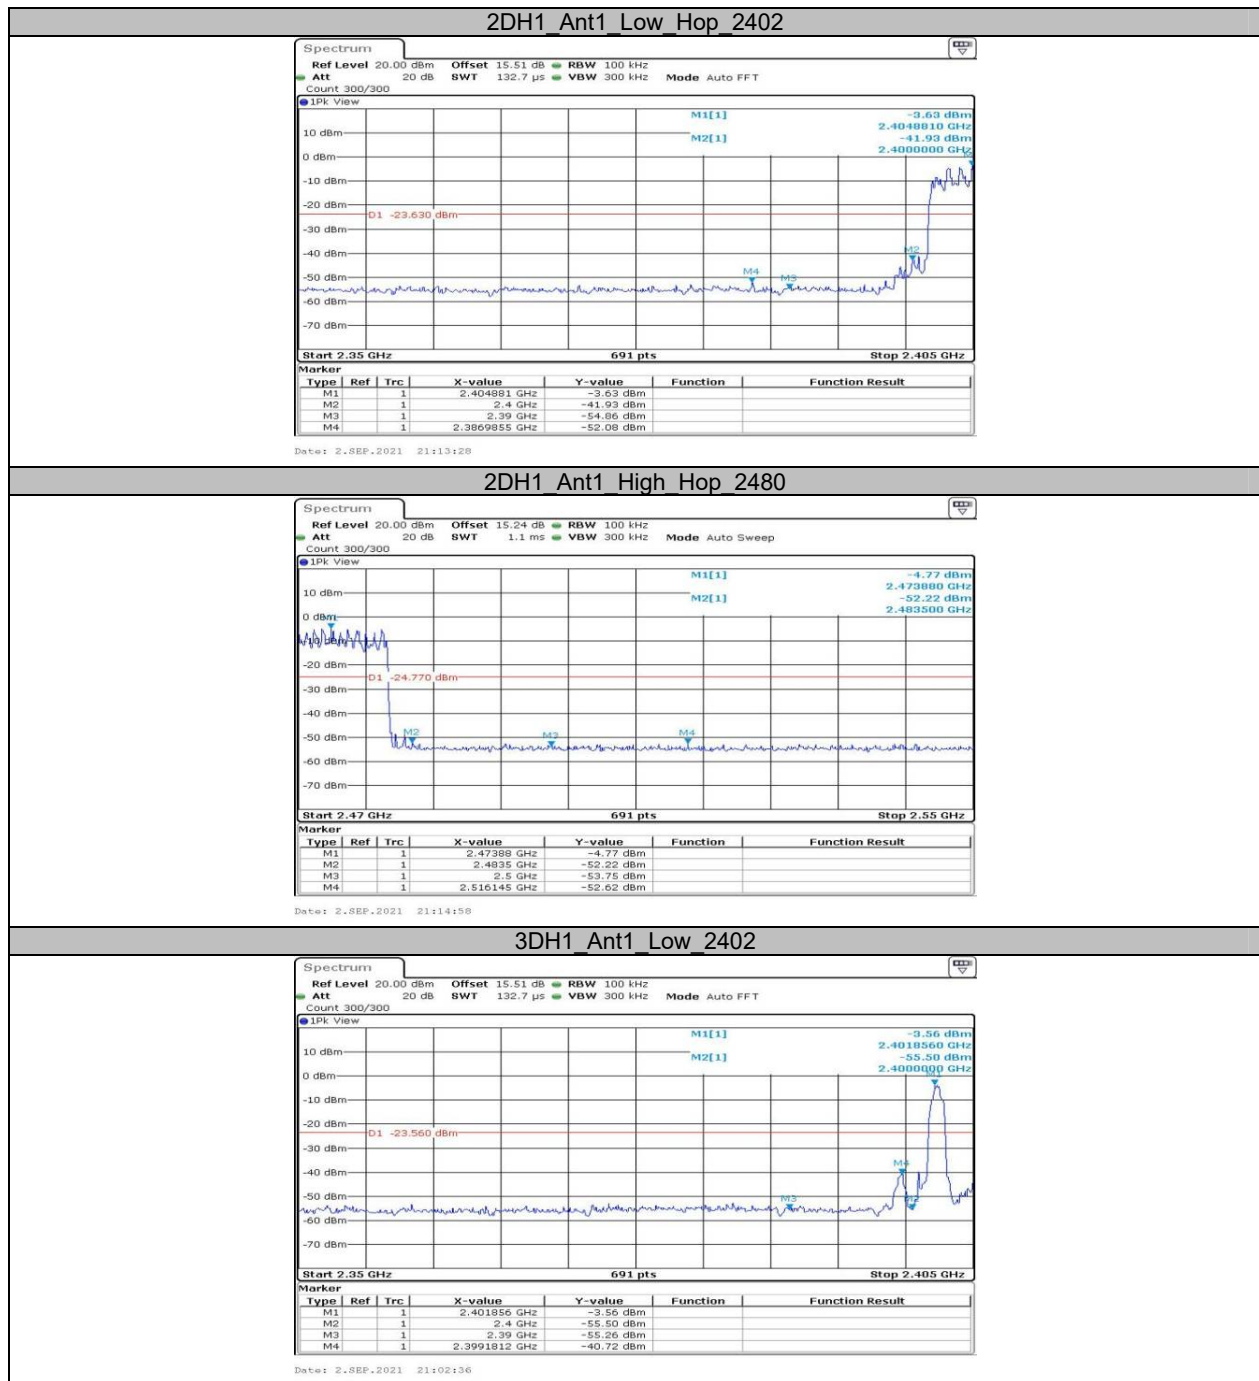 2DH1_Ant1_Low_Hop_2402
Spectrum
Ref Level 20.00 dBm Offset 15.51 dB RBW 100 kHz
Att 20 dB SWT 132.7 µs VBW 300 kHz Mode Auto FFT
Count 300/300
1Pk View
M1[1] -3.63 dBm
2.4048810 GHz
10 dBm
M2[1] -41.93 dBm
2.4000000 GHz
0 dBm
-10 dBm
-20 dBm
D1 -23.630 dBm
-30 dBm
-40 dBm
M2
-50 dBm
M4
M3
-60 dBm
-70 dBm
Start 2.35 GHz 691 pts Stop 2.405 GHz
Marker
Type Ref Trc X-value Y-value Function Function Result
M1 1 2.404881 GHz -3.63 dBm
M2 1 2.4 GHz -41.93 dBm
M3 1 2.39 GHz -54.86 dBm
M4 1 2.3869855 GHz -52.08 dBm
Date: 2.SEP.2021 21:13:28
2DH1_Ant1_High_Hop_2480
Spectrum
Ref Level 20.00 dBm Offset 15.24 dB RBW 100 kHz
Att 20 dB SWT 1.1 ms VBW 300 kHz Mode Auto Sweep
Count 300/300
1Pk View
M1[1] -4.77 dBm
2.473880 GHz
10 dBm
M2[1] -52.22 dBm
2.483500 GHz
0 dBm
-10 dBm
-20 dBm
D1 -24.770 dBm
-30 dBm
-40 dBm
M2 M3 M4
-50 dBm
-60 dBm
-70 dBm
Start 2.47 GHz 691 pts Stop 2.55 GHz
Marker
Type Ref Trc X-value Y-value Function Function Result
M1 1 2.47388 GHz -4.77 dBm
M2 1 2.4835 GHz -52.22 dBm
M3 1 2.5 GHz -53.75 dBm
M4 1 2.516145 GHz -52.62 dBm
Date: 2.SEP.2021 21:14:58
3DH1_Ant1_Low_2402
Spectrum
Ref Level 20.00 dBm Offset 15.51 dB RBW 100 kHz
Att 20 dB SWT 132.7 µs VBW 300 kHz Mode Auto FFT
Count 300/300
1Pk View
M1[1] -3.56 dBm
2.4018560 GHz
10 dBm
M2[1] -55.50 dBm
2.4000000 GHz
M1
0 dBm
-10 dBm
-20 dBm
D1 -23.560 dBm
-30 dBm
M4
-40 dBm
-50 dBm
M3 M2
-60 dBm
-70 dBm
Start 2.35 GHz 691 pts Stop 2.405 GHz
Marker
Type Ref Trc X-value Y-value Function Function Result
M1 1 2.401856 GHz -3.56 dBm
M2 1 2.4 GHz -55.50 dBm
M3 1 2.39 GHz -55.26 dBm
M4 1 2.3991812 GHz -40.72 dBm
Date: 2.SEP.2021 21:02:36